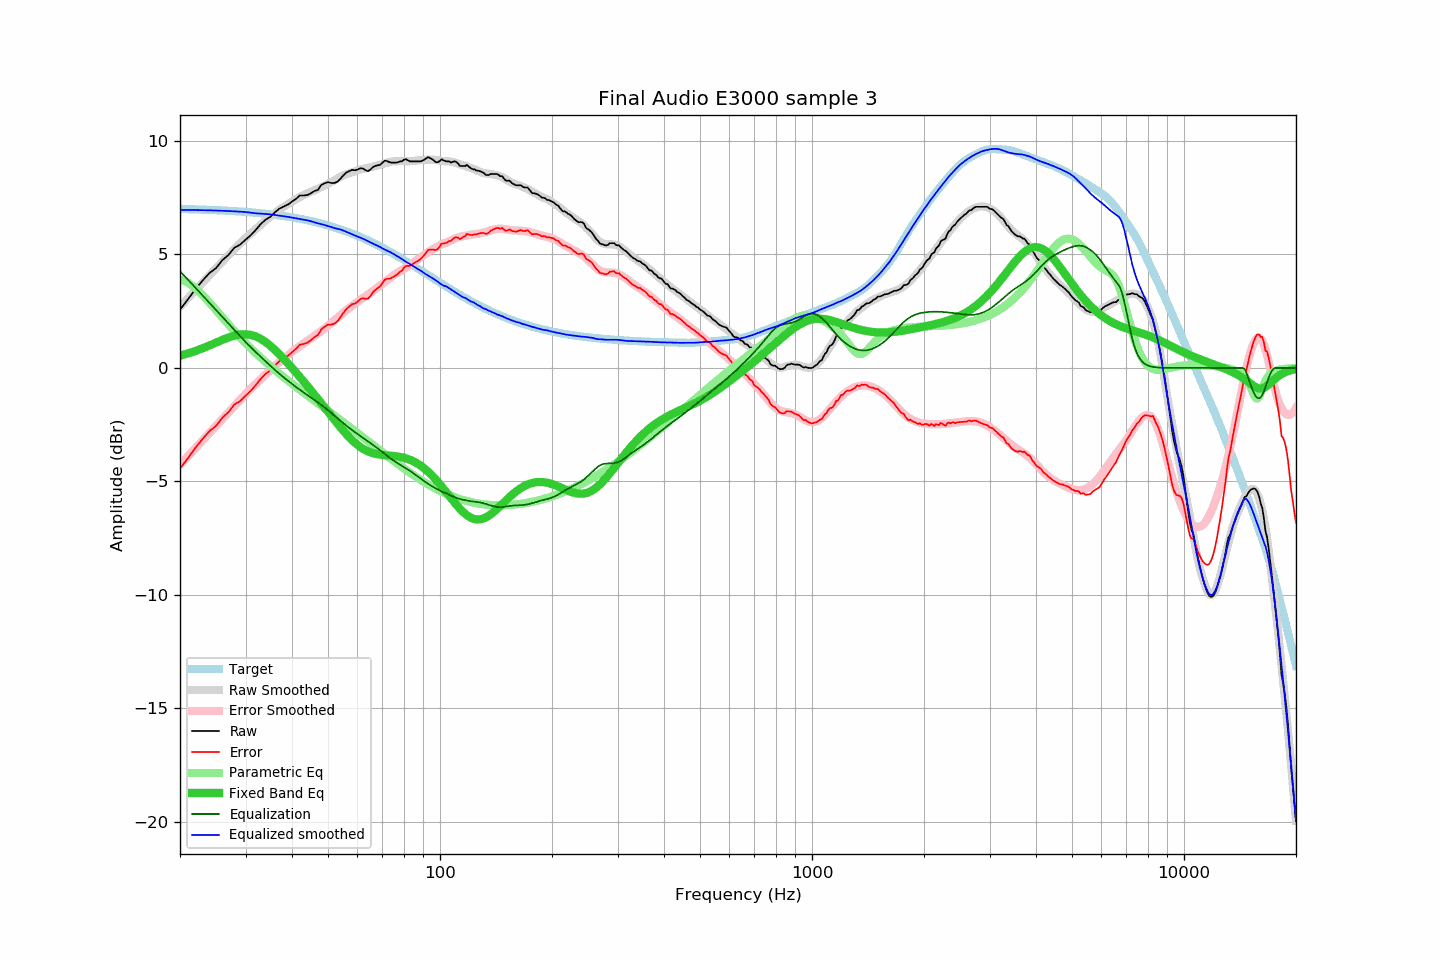 Final Audio E3000 sample 3
10
5
0
−5
−10
−15
−20
Amplitude (dBr)
Target
Raw Smoothed
Error Smoothed
Raw
Error
Parametric Eq
Fixed Band Eq
Equalization
Equalized smoothed
100
1000
10000
Frequency (Hz)